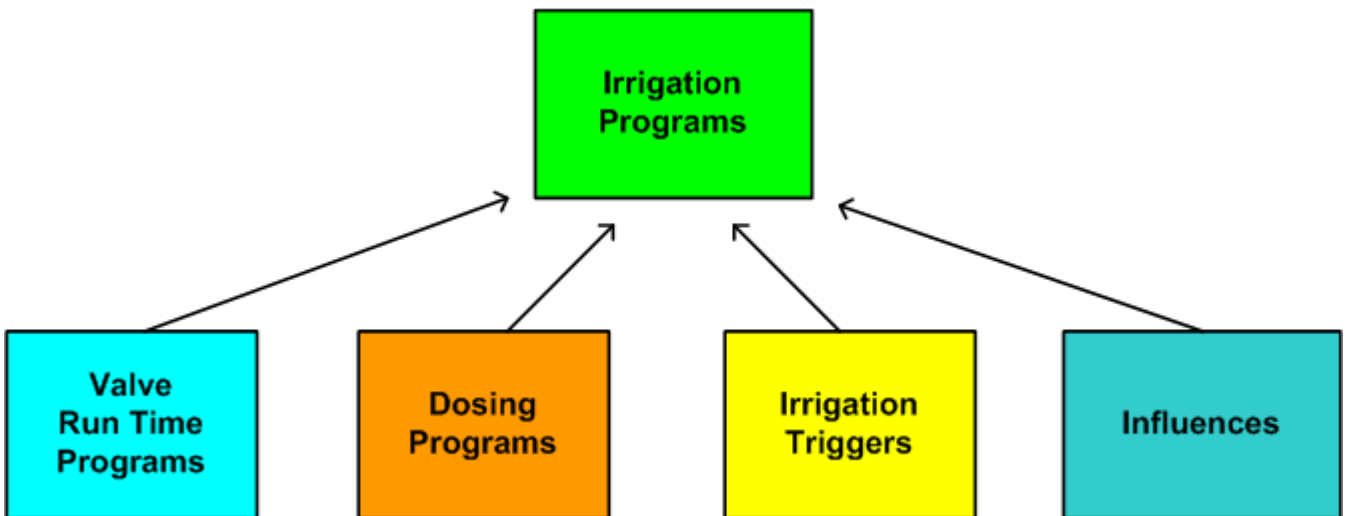 Irrigation
Programs
Valve
Run Time
Programs
Dosing
Programs
Irrigation
Triggers
Influences